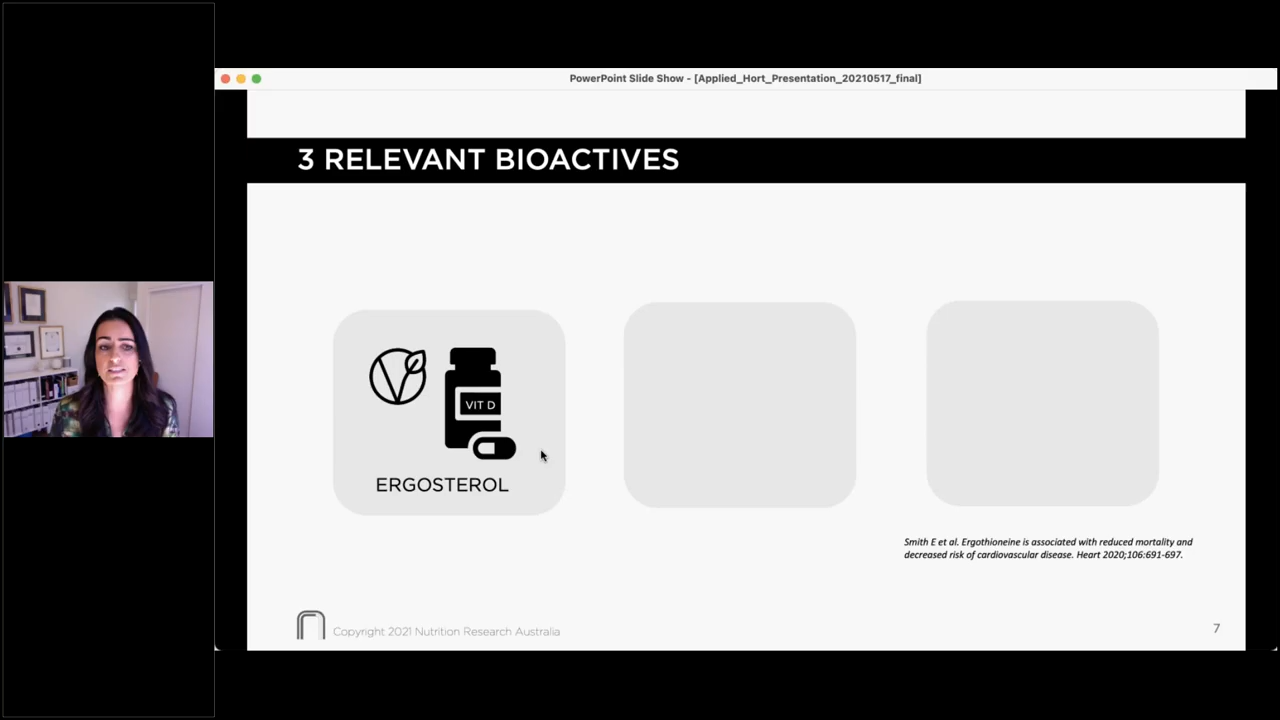 PowerPoint Slide Show - [Applied_Hort_Presentation_20210517_final]
3 RELEVANT BIOACTIVES
VIT D
ERGOSTEROL
Smith E et al. Ergothioneine is associated with reduced mortality and
decreased risk of cardiovascular disease. Heart 2020;106:691-697.
Copyright 2021 Nutrition Research Australia
7